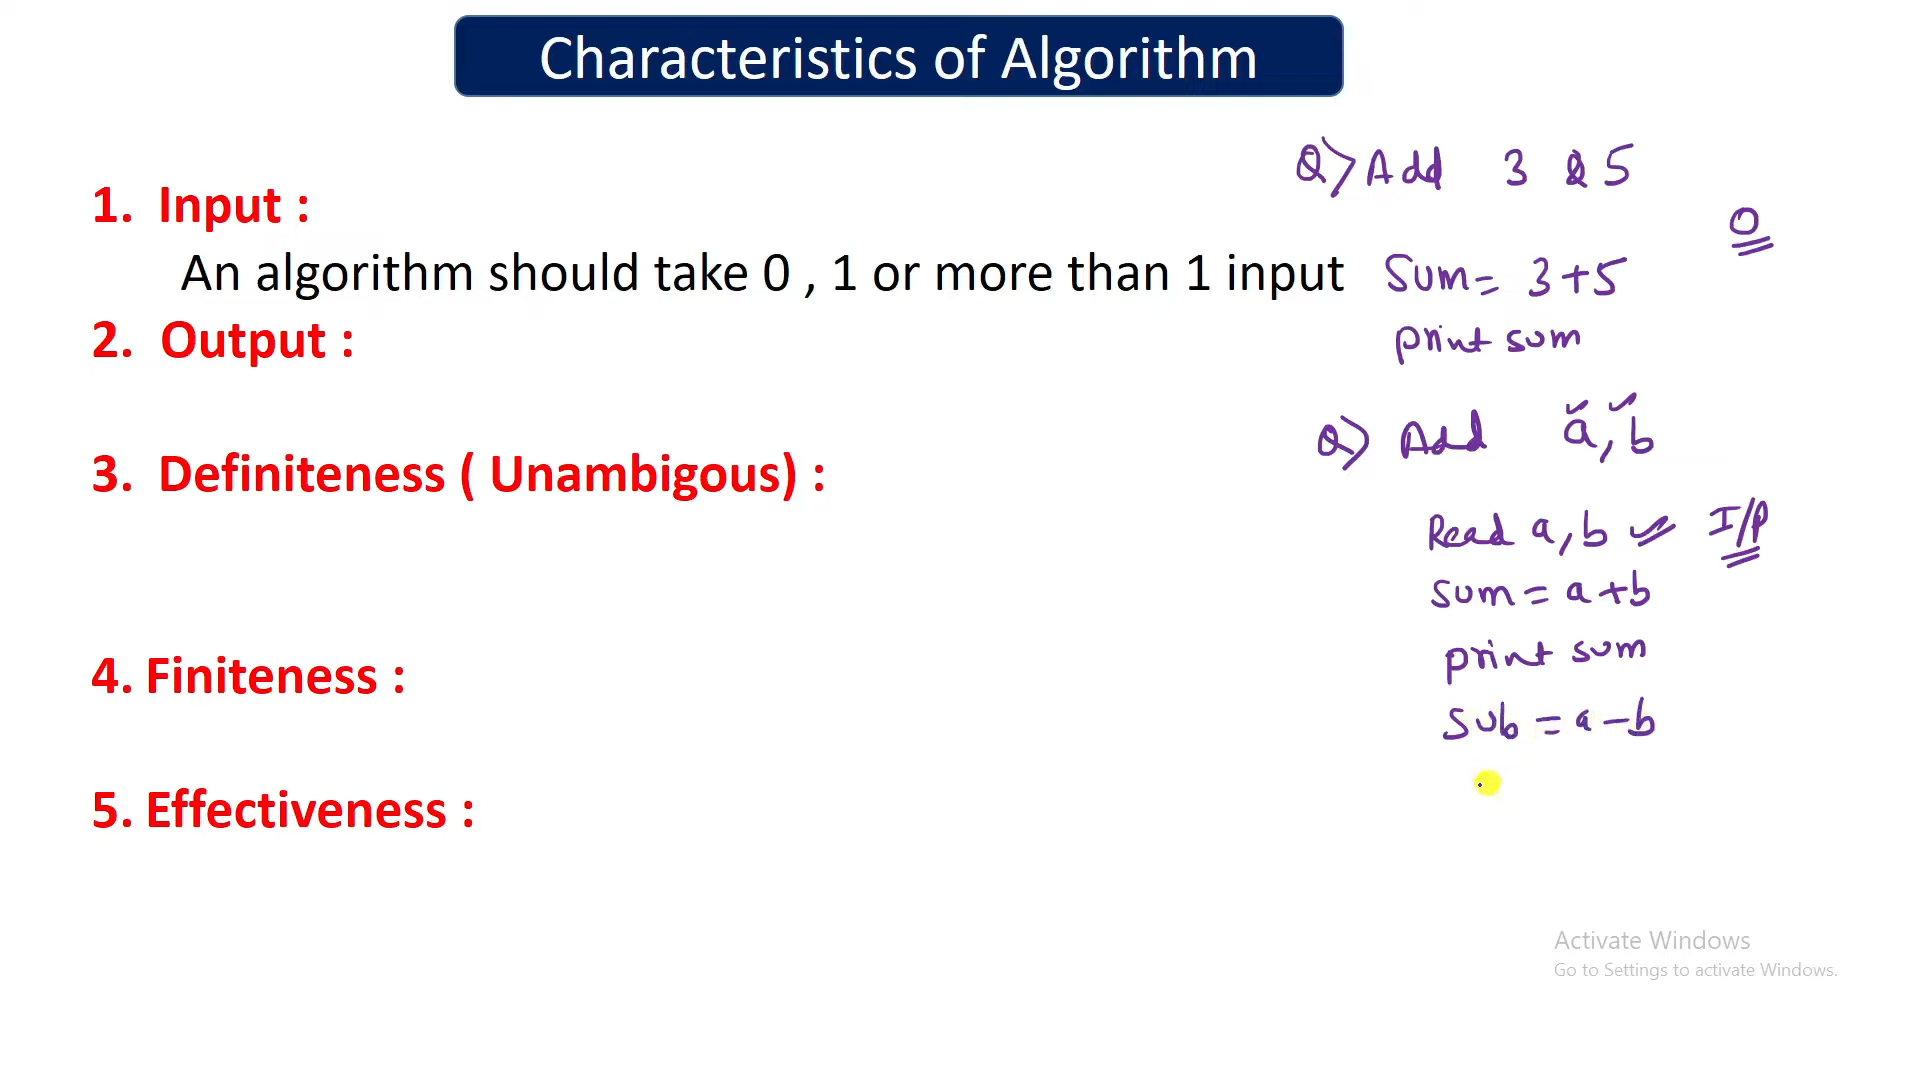 Characteristics of Algorithm
1. Input :
An algorithm should take 0 , 1 or more than 1 input
2. Output :
3. Definiteness ( Unambigous) :
4. Finiteness :
5. Effectiveness :
Q) Add 3 & 5
0
Sum = 3+5
print sum
Q) Add a, b
Read a, b I/P
sum = a+b
print sum
sub = a-b
Activate Windows
Go to Settings to activate Windows.